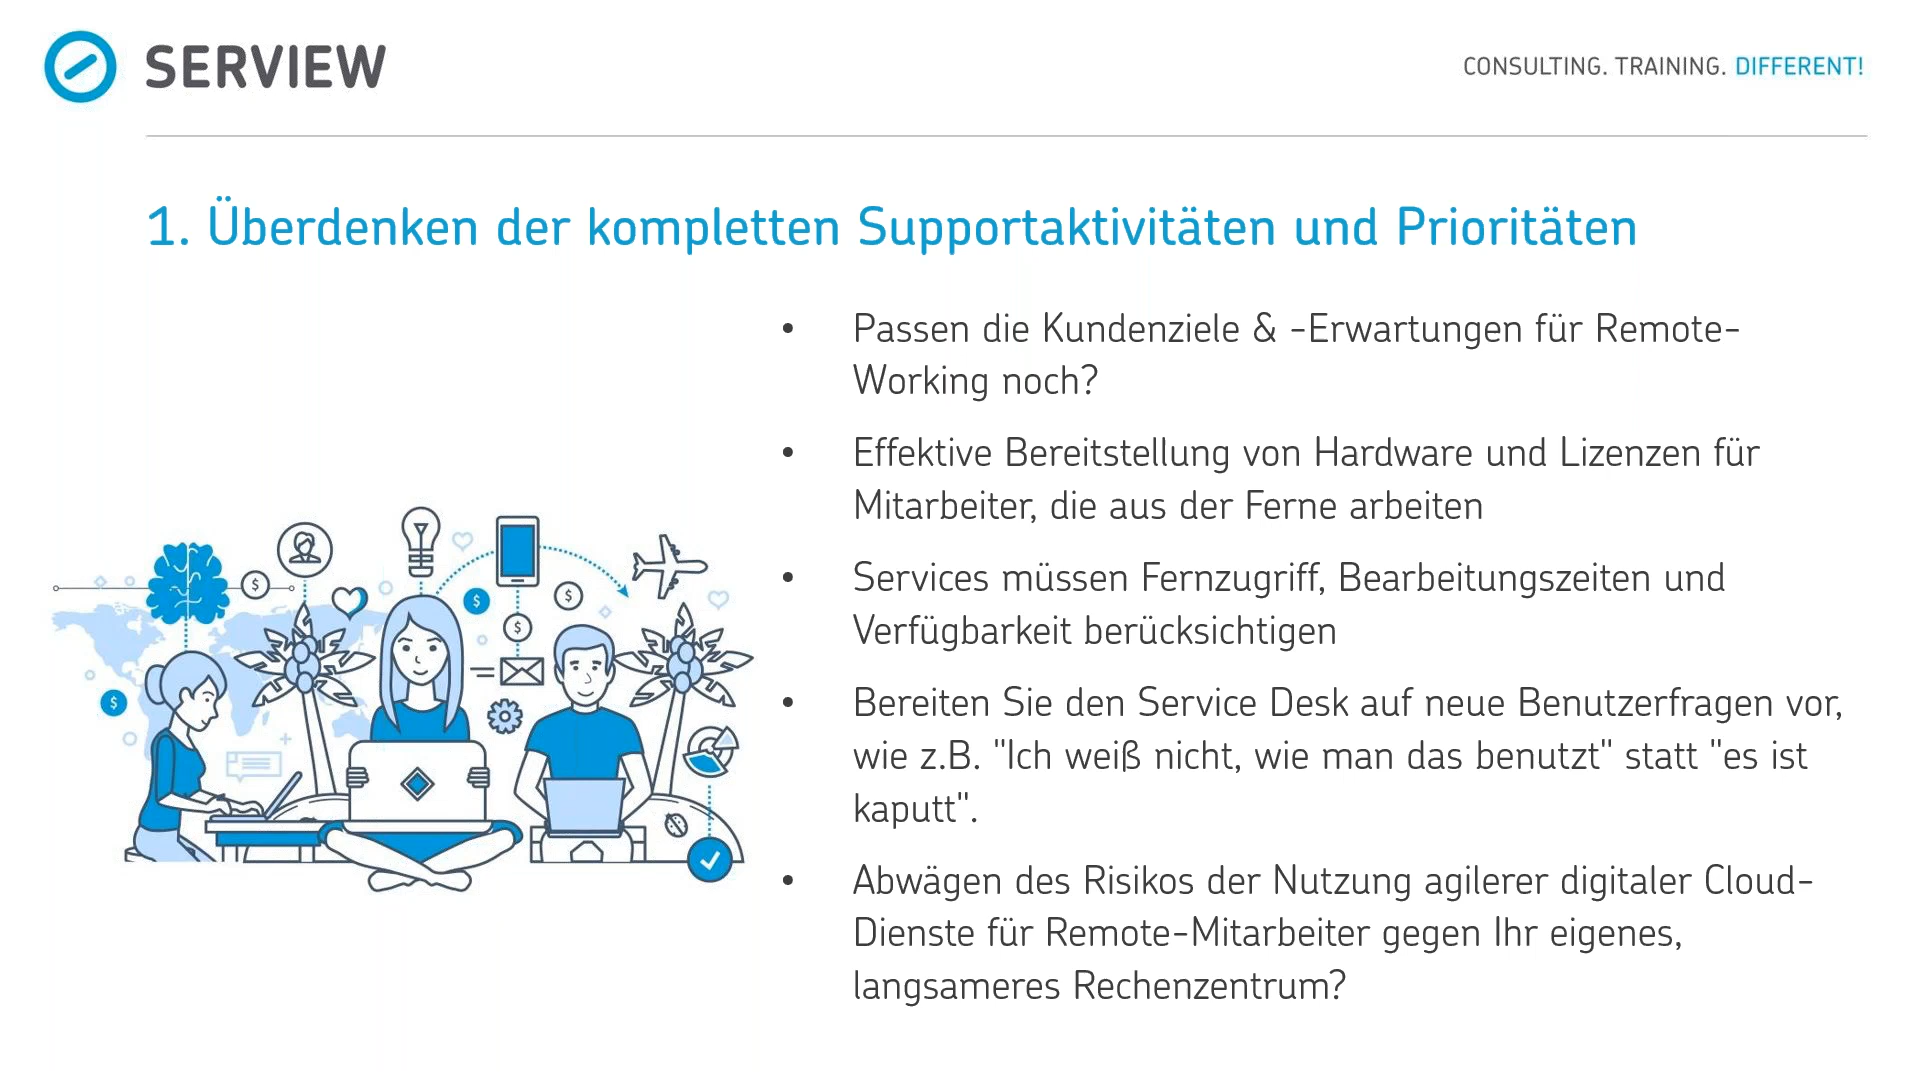 SERVIEW
CONSULTING. TRAINING. DIFFERENT!
1. Überdenken der kompletten Supportaktivitäten und Prioritäten
• Passen die Kundenziele & -Erwartungen für Remote-
Working noch?
• Effektive Bereitstellung von Hardware und Lizenzen für
Mitarbeiter, die aus der Ferne arbeiten
• Services müssen Fernzugriff, Bearbeitungszeiten und
Verfügbarkeit berücksichtigen
• Bereiten Sie den Service Desk auf neue Benutzerfragen vor,
wie z.B. "Ich weiß nicht, wie man das benutzt" statt "es ist
kaputt".
• Abwägen des Risikos der Nutzung agilerer digitaler Cloud-
Dienste für Remote-Mitarbeiter gegen Ihr eigenes,
langsameres Rechenzentrum?
$
$
$
$
$